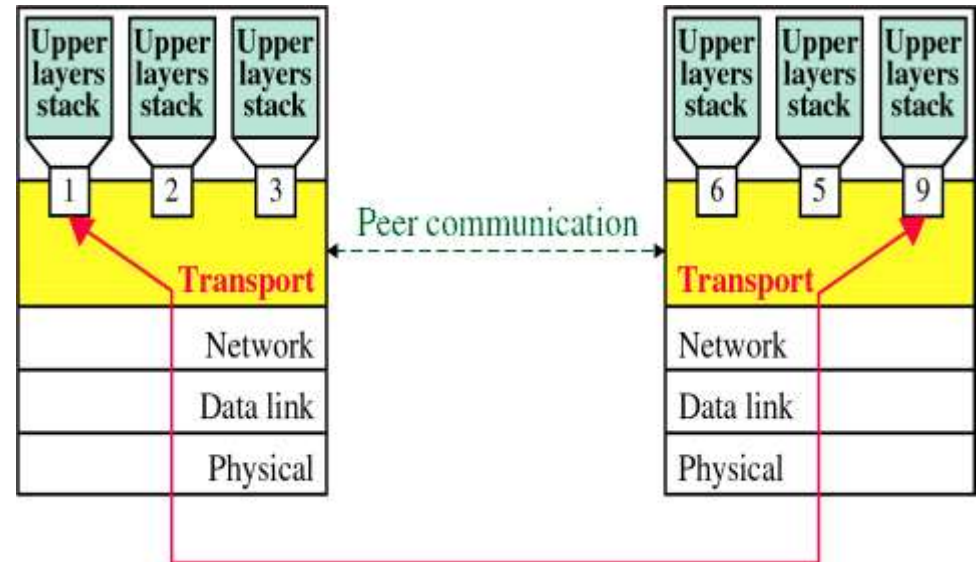 Upper
layers
stack
Upper
layers
stack
Upper
layers
stack
1
2
3
Transport
Network
Data link
Physical
Peer communication
Upper
layers
stack
Upper
layers
stack
Upper
layers
stack
6
5
9
Transport
Network
Data link
Physical